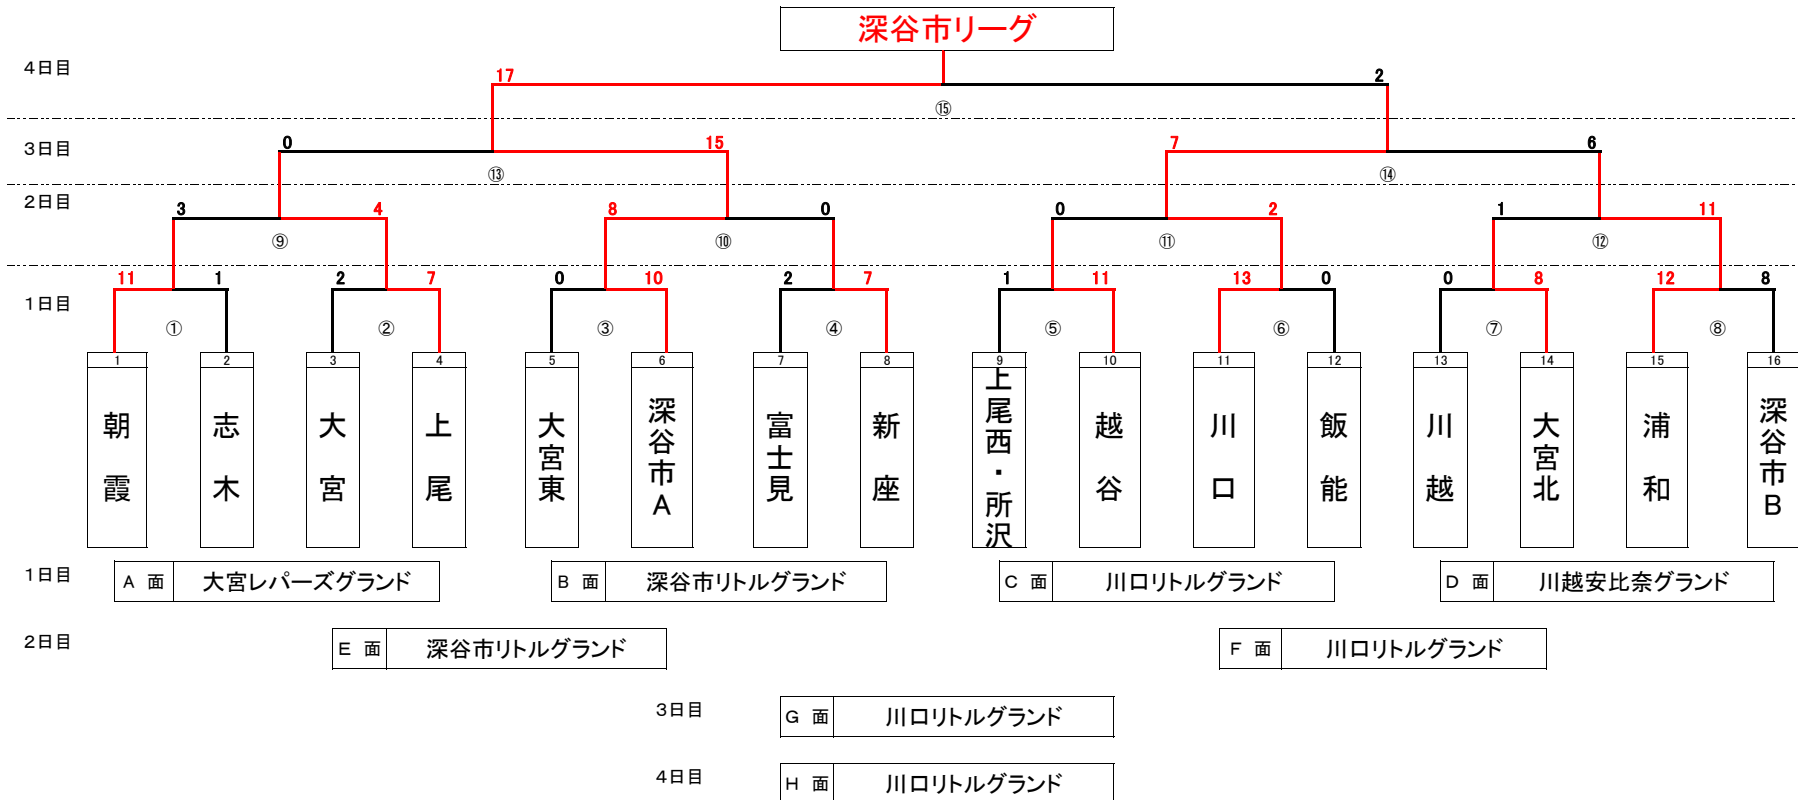 深谷市リーグ
4日目
17 2
⑮
3日目
0 15 7 6
⑬ ⑭
2日目
3 4 8 0 0 2 1 11
⑨ ⑩ ⑪ ⑫
11 1 2 7 0 10 2 7 1 11 13 0 0 8 12 8
1日目
① ② ③ ④ ⑤ ⑥ ⑦ ⑧
1 2 3 4 5 6 7 8 9 10 11 12 13 14 15 16
朝霞
志木
大宮
上尾
大宮東
深谷市A
富士見
新座
上尾西・所沢
越谷
川口
飯能
川越
大宮北
浦和
深谷市B
1日目 A 面 大宮レパーズグランド B 面 深谷市リトルグランド C 面 川口リトルグランド D 面 川越安比奈グランド
2日目 E 面 深谷市リトルグランド F 面 川口リトルグランド
3日目 G 面 川口リトルグランド
4日目 H 面 川口リトルグランド